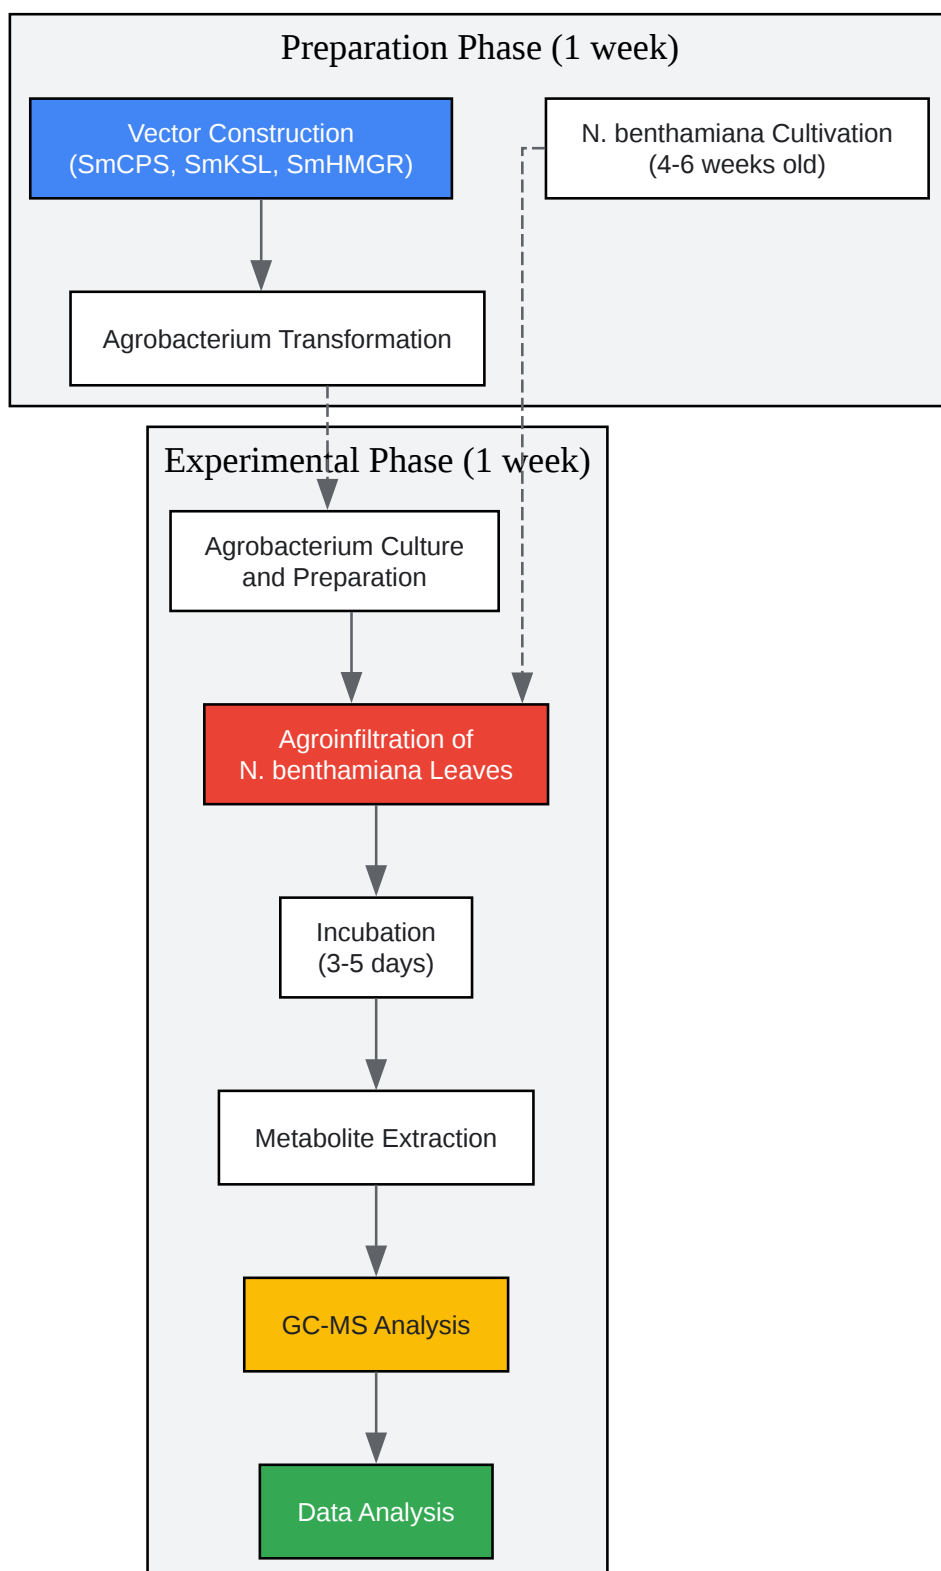 Preparation Phase (1 week)
Vector Construction
(SmCPS, SmKSL, SmHMGR)
N. benthamiana Cultivation
(4-6 weeks old)
Agrobacterium Transformation
Experimental Phase (1 week)
Agrobacterium Culture
and Preparation
Agroinfiltration of
N. benthamiana Leaves
Incubation
(3-5 days)
Metabolite Extraction
GC-MS Analysis
Data Analysis